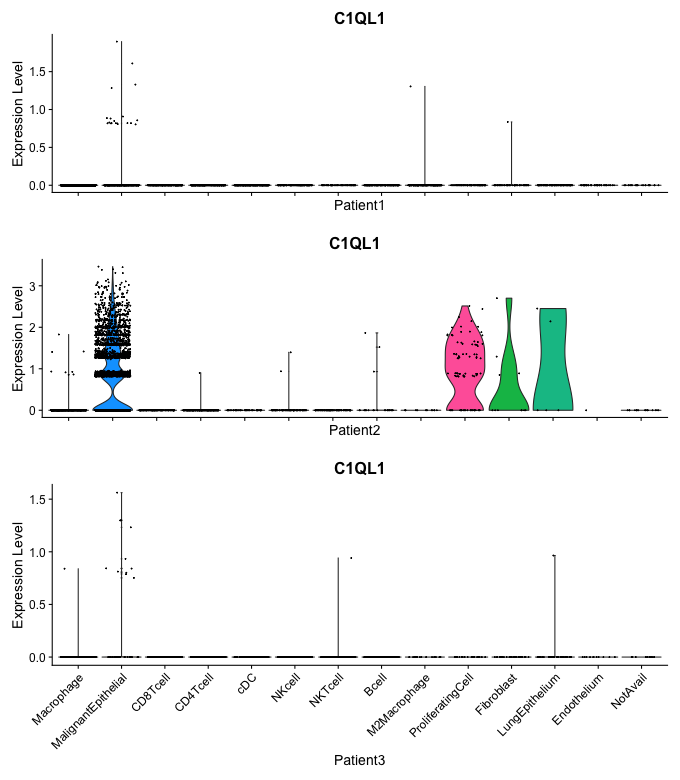 C1QL1
Expression Level
1.5
1.0
0.5
0.0
Patient1
C1QL1
Expression Level
3
2
1
0
Patient2
C1QL1
Expression Level
1.5
1.0
0.5
0.0
Macrophage
MalignantEpithelial
CD8Tcell
CD4Tcell
cDC
NKcell
NKTcell
Bcell
M2Macrophage
ProliferatingCell
Fibroblast
LungEpithelium
Endothelium
NotAvail
Patient3